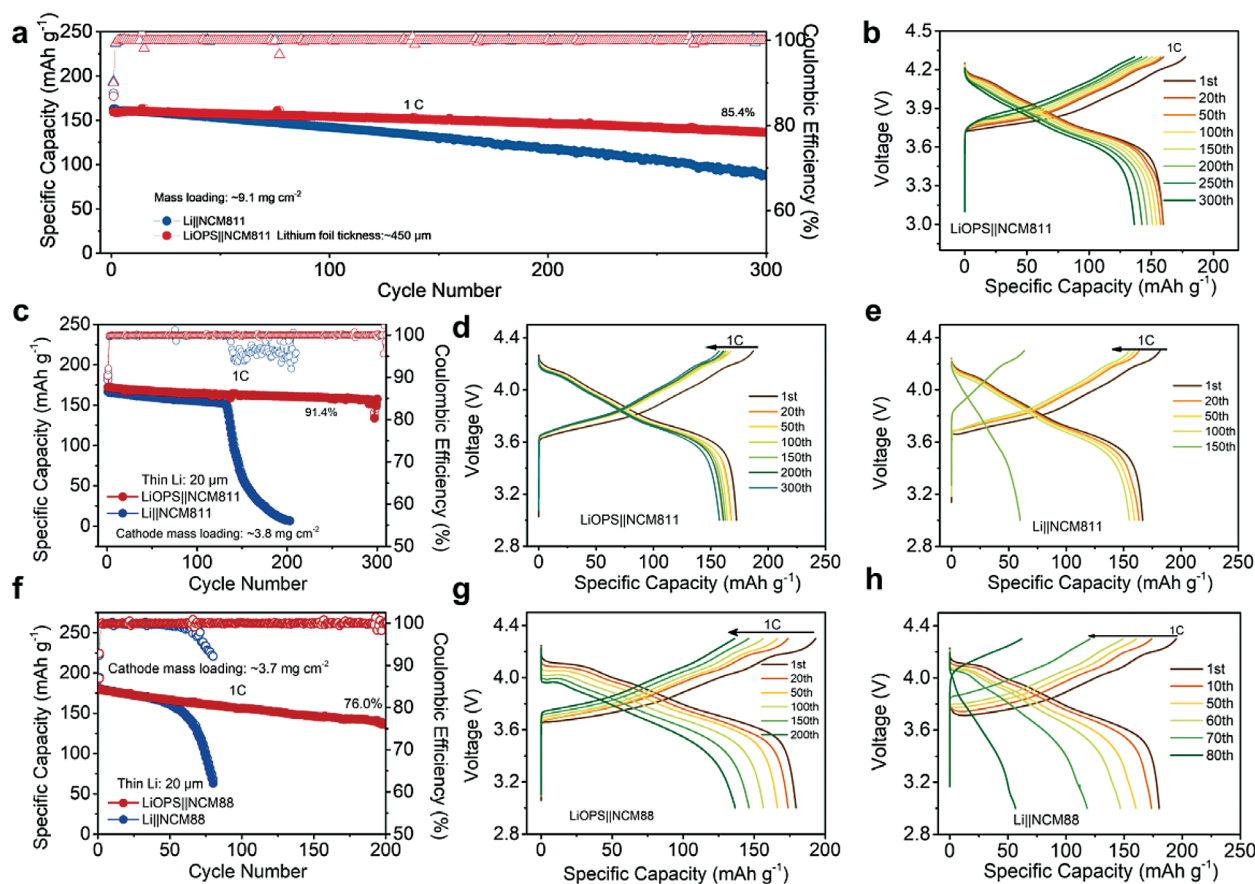 a
Specific Capacity (mAh g-1)
250
200
150
100
50
0
1 C
85.4%
Mass loading: ~9.1 mg cm-2
Li||NCM811
LiOPS||NCM811 Lithium foil tickness:~450 μm
0
100
200
300
Cycle Number
100
80
60
Coulombic Efficiency (%)
b
Voltage (V)
4.2
3.9
3.6
3.3
3.0
1C
1st
20th
50th
100th
150th
200th
250th
300th
LiOPS||NCM811
0
50
100
150
200
Specific Capacity (mAh g-1)
c
Specific Capacity (mAh g-1)
250
200
150
100
50
0
1C
91.4%
Thin Li: 20 μm
LiOPS||NCM811
Li||NCM811
Cathode mass loading: ~3.8 mg cm-2
0
50
100
150
200
250
300
Cycle Number
100
90
80
70
60
50
Coulombic Efficiency (%)
d
Voltage (V)
4.4
4.0
3.6
3.2
2.8
1C
1st
20th
50th
100th
150th
200th
300th
LiOPS||NCM811
0
50
100
150
200
250
Specific Capacity (mAh g-1)
e
Voltage (V)
4.4
4.0
3.6
3.2
2.8
1C
1st
20th
50th
100th
150th
Li||NCM811
0
50
100
150
200
250
Specific Capacity (mAh g-1)
f
Specific Capacity (mAh g-1)
250
200
150
100
50
0
Cathode mass loading: ~3.7 mg cm-2
1C
76.0%
Thin Li: 20 μm
LiOPS||NCM88
Li||NCM88
0
50
100
150
200
Cycle Number
100
90
80
70
60
50
Coulombic Efficiency (%)
g
Voltage (V)
4.4
4.0
3.6
3.2
2.8
1C
1st
20th
50th
100th
150th
200th
LiOPS||NCM88
0
50
100
150
200
250
Specific Capacity (mAh g-1)
h
Voltage (V)
4.4
4.0
3.6
3.2
2.8
1C
1st
10th
50th
60th
70th
80th
Li||NCM88
0
50
100
150
200
250
Specific Capacity (mAh g-1)